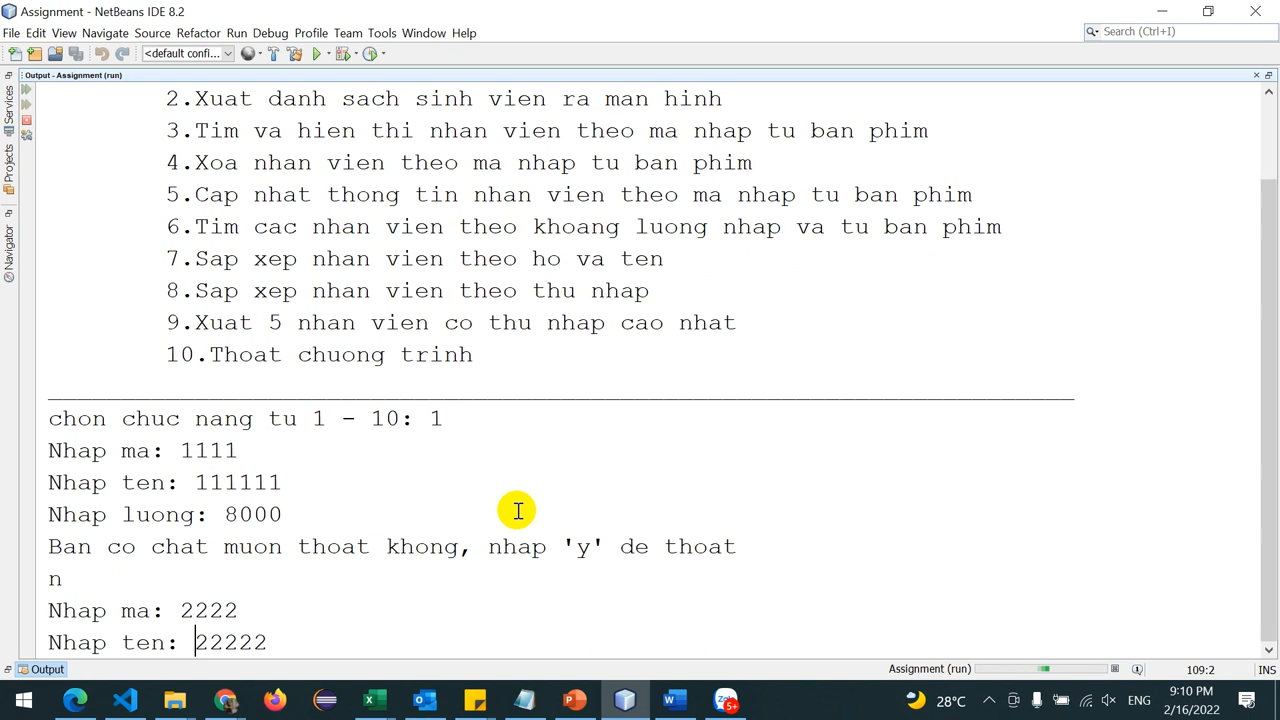 Assignment - NetBeans IDE 8.2
File Edit View Navigate Source Refactor Run Debug Profile Team Tools Window Help
Search (Ctrl+I)
<default confi...
Output - Assignment (run)
Services
Projects
Navigator
2.Xuat danh sach sinh vien ra man hinh
3.Tim va hien thi nhan vien theo ma nhap tu ban phim
4.Xoa nhan vien theo ma nhap tu ban phim
5.Cap nhat thong tin nhan vien theo ma nhap tu ban phim
6.Tim cac nhan vien theo khoang luong nhap va tu ban phim
7.Sap xep nhan vien theo ho va ten
8.Sap xep nhan vien theo thu nhap
9.Xuat 5 nhan vien co thu nhap cao nhat
10.Thoat chuong trinh
chon chuc nang tu 1 - 10: 1
Nhap ma: 1111
Nhap ten: 111111
Nhap luong: 8000
Ban co chat muon thoat khong, nhap 'y' de thoat
n
Nhap ma: 2222
Nhap ten: 22222
Output
Assignment (run)
109:2
INS
5+
28°C
ENG
9:10 PM
2/16/2022